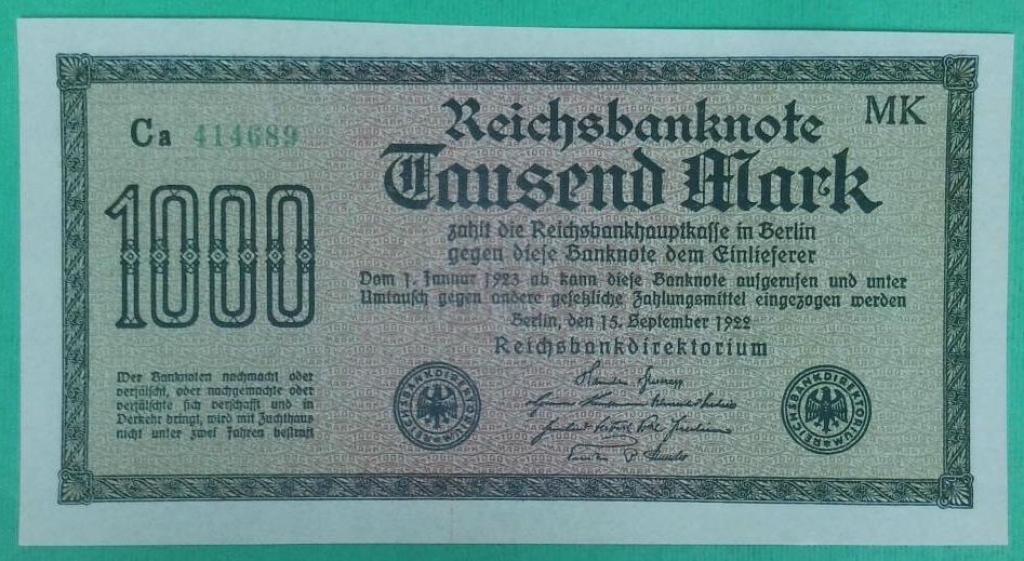 Ca 414689
MK
Reichsbanknote
Tausend Mark
1000
zahlt die Reichsbankhauptkasse in Berlin
gegen diese Banknote dem Einlieferer
Vom 1. Januar 1923 ab kann diese Banknote aufgerufen und unter
Umtausch gegen andere gesetzliche Zahlungsmittel eingezogen werden
Berlin, den 15. September 1922
Reichsbankdirektorium
Wer Banknoten nachmacht oder
verfälscht, oder nachgemachte oder
verfälschte sich verschafft und in
Verkehr bringt, wird mit Zuchthaus
nicht unter zwei Jahren bestraft
REICHSBANKDIREKTORIUM
REICHSBANKDIREKTORIUM